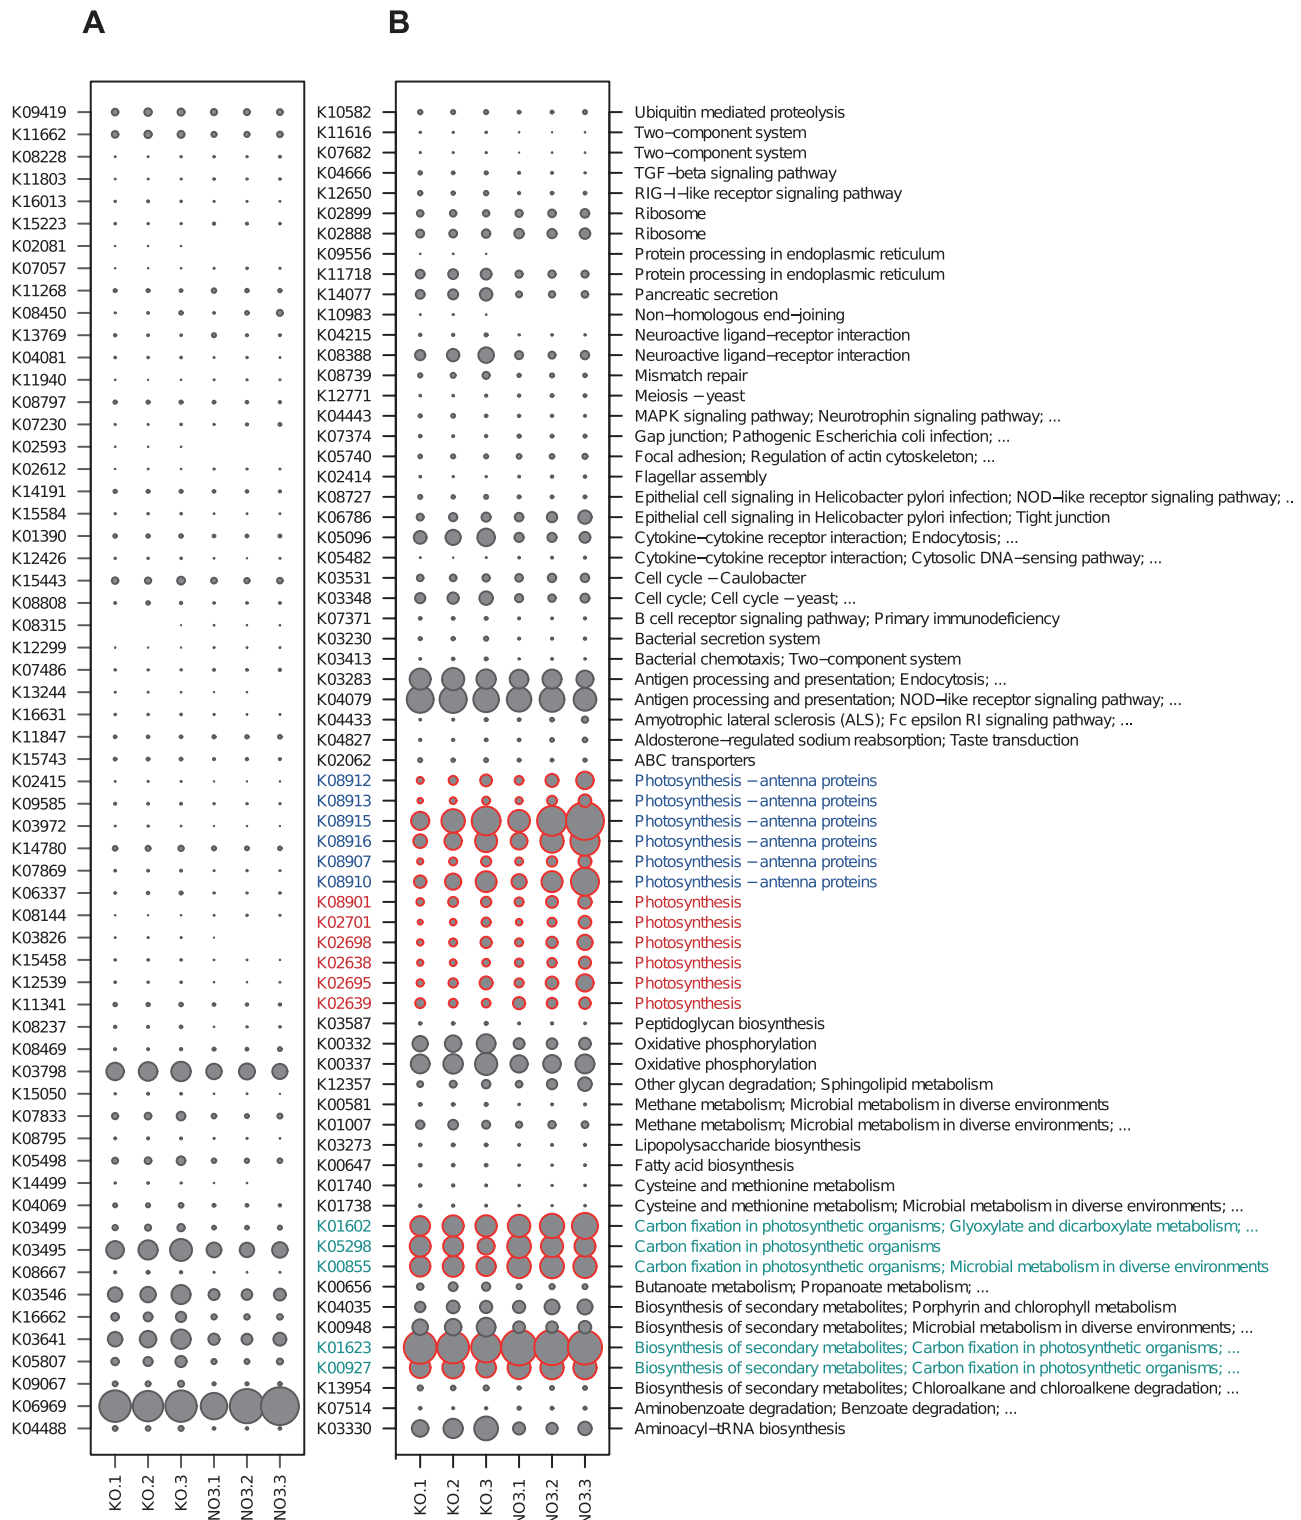 A
B
K09419
K11662
K08228
K11803
K16013
K15223
K02081
K07057
K11268
K08450
K13769
K04081
K11940
K08797
K07230
K02593
K02612
K14191
K15584
K01390
K12426
K15443
K08808
K08315
K12299
K07486
K13244
K16631
K11847
K15743
K02415
K09585
K03972
K14780
K07869
K06337
K08144
K03826
K15458
K12539
K11341
K08237
K08469
K03798
K15050
K07833
K08795
K05498
K14499
K04069
K03499
K03495
K08667
K03546
K16662
K03641
K05807
K09067
K06969
K04488
KO.1
KO.2
KO.3
NO3.1
NO3.2
NO3.3
K10582 Ubiquitin mediated proteolysis
K11616 Two−component system
K07682 Two−component system
K04666 TGF−beta signaling pathway
K12650 RIG−I−like receptor signaling pathway
K02899 Ribosome
K02888 Ribosome
K09556 Protein processing in endoplasmic reticulum
K11718 Protein processing in endoplasmic reticulum
K14077 Pancreatic secretion
K10983 Non−homologous end−joining
K04215 Neuroactive ligand−receptor interaction
K08388 Neuroactive ligand−receptor interaction
K08739 Mismatch repair
K12771 Meiosis − yeast
K04443 MAPK signaling pathway; Neurotrophin signaling pathway; ...
K07374 Gap junction; Pathogenic Escherichia coli infection; ...
K05740 Focal adhesion; Regulation of actin cytoskeleton; ...
K02414 Flagellar assembly
K08727 Epithelial cell signaling in Helicobacter pylori infection; NOD−like receptor signaling pathway; ..
K06786 Epithelial cell signaling in Helicobacter pylori infection; Tight junction
K05096 Cytokine−cytokine receptor interaction; Endocytosis; ...
K05482 Cytokine−cytokine receptor interaction; Cytosolic DNA−sensing pathway; ...
K03531 Cell cycle − Caulobacter
K03348 Cell cycle; Cell cycle − yeast; ...
K07371 B cell receptor signaling pathway; Primary immunodeficiency
K03230 Bacterial secretion system
K03413 Bacterial chemotaxis; Two−component system
K03283 Antigen processing and presentation; Endocytosis; ...
K04079 Antigen processing and presentation; NOD−like receptor signaling pathway; ...
K04433 Amyotrophic lateral sclerosis (ALS); Fc epsilon RI signaling pathway; ...
K04827 Aldosterone−regulated sodium reabsorption; Taste transduction
K02062 ABC transporters
K08912 Photosynthesis − antenna proteins
K08913 Photosynthesis − antenna proteins
K08915 Photosynthesis − antenna proteins
K08916 Photosynthesis − antenna proteins
K08907 Photosynthesis − antenna proteins
K08910 Photosynthesis − antenna proteins
K08901 Photosynthesis
K02701 Photosynthesis
K02698 Photosynthesis
K02638 Photosynthesis
K02695 Photosynthesis
K02639 Photosynthesis
K03587 Peptidoglycan biosynthesis
K00332 Oxidative phosphorylation
K00337 Oxidative phosphorylation
K12357 Other glycan degradation; Sphingolipid metabolism
K00581 Methane metabolism; Microbial metabolism in diverse environments
K01007 Methane metabolism; Microbial metabolism in diverse environments; ...
K03273 Lipopolysaccharide biosynthesis
K00647 Fatty acid biosynthesis
K01740 Cysteine and methionine metabolism
K01738 Cysteine and methionine metabolism; Microbial metabolism in diverse environments; ...
K01602 Carbon fixation in photosynthetic organisms; Glyoxylate and dicarboxylate metabolism; ...
K05298 Carbon fixation in photosynthetic organisms
K00855 Carbon fixation in photosynthetic organisms; Microbial metabolism in diverse environments
K00656 Butanoate metabolism; Propanoate metabolism; ...
K04035 Biosynthesis of secondary metabolites; Porphyrin and chlorophyll metabolism
K00948 Biosynthesis of secondary metabolites; Microbial metabolism in diverse environments; ...
K01623 Biosynthesis of secondary metabolites; Carbon fixation in photosynthetic organisms; ...
K00927 Biosynthesis of secondary metabolites; Carbon fixation in photosynthetic organisms; ...
K13954 Biosynthesis of secondary metabolites; Chloroalkane and chloroalkene degradation; ...
K07514 Aminobenzoate degradation; Benzoate degradation; ...
K03330 Aminoacyl−tRNA biosynthesis
KO.1
KO.2
KO.3
NO3.1
NO3.2
NO3.3